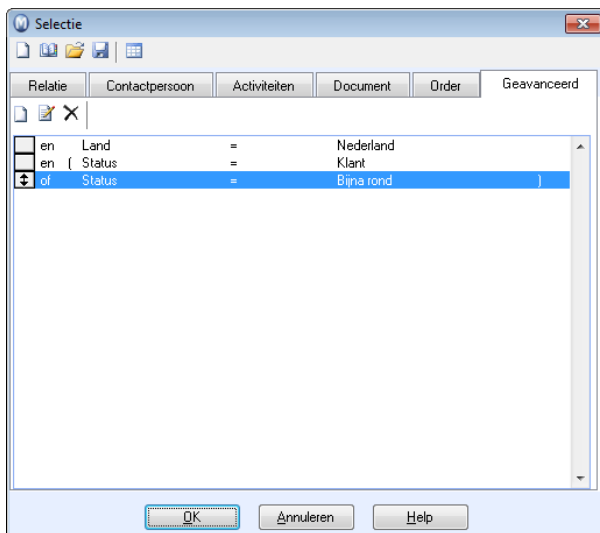 Selectie
Relatie Contactpersoon Activiteiten Document Order Geavanceerd
en Land = Nederland
en ( Status = Klant
of Status = Bijna rond )
OK Annuleren Help